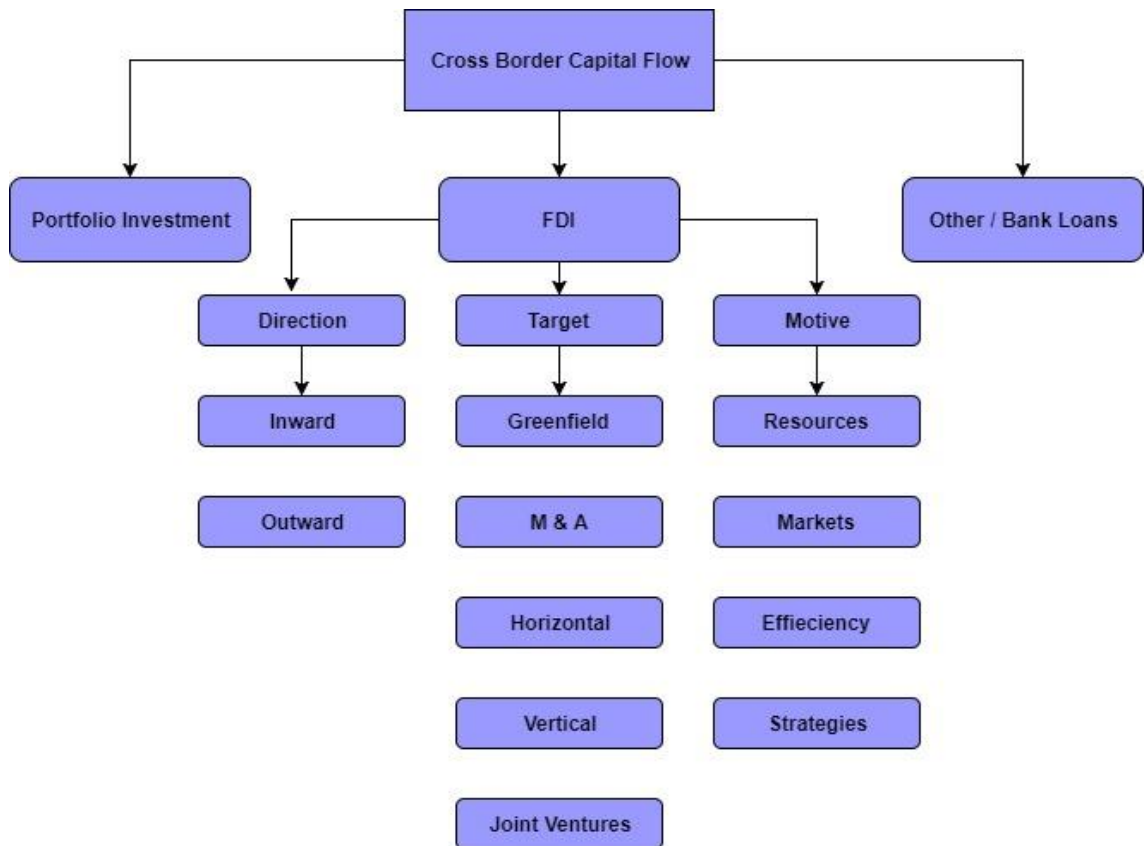 Cross Border Capital Flow
Portfolio Investment
FDI
Other / Bank Loans
Direction
Target
Motive
Inward
Greenfield
Resources
Outward
M & A
Markets
Horizontal
Effieciency
Vertical
Strategies
Joint Ventures